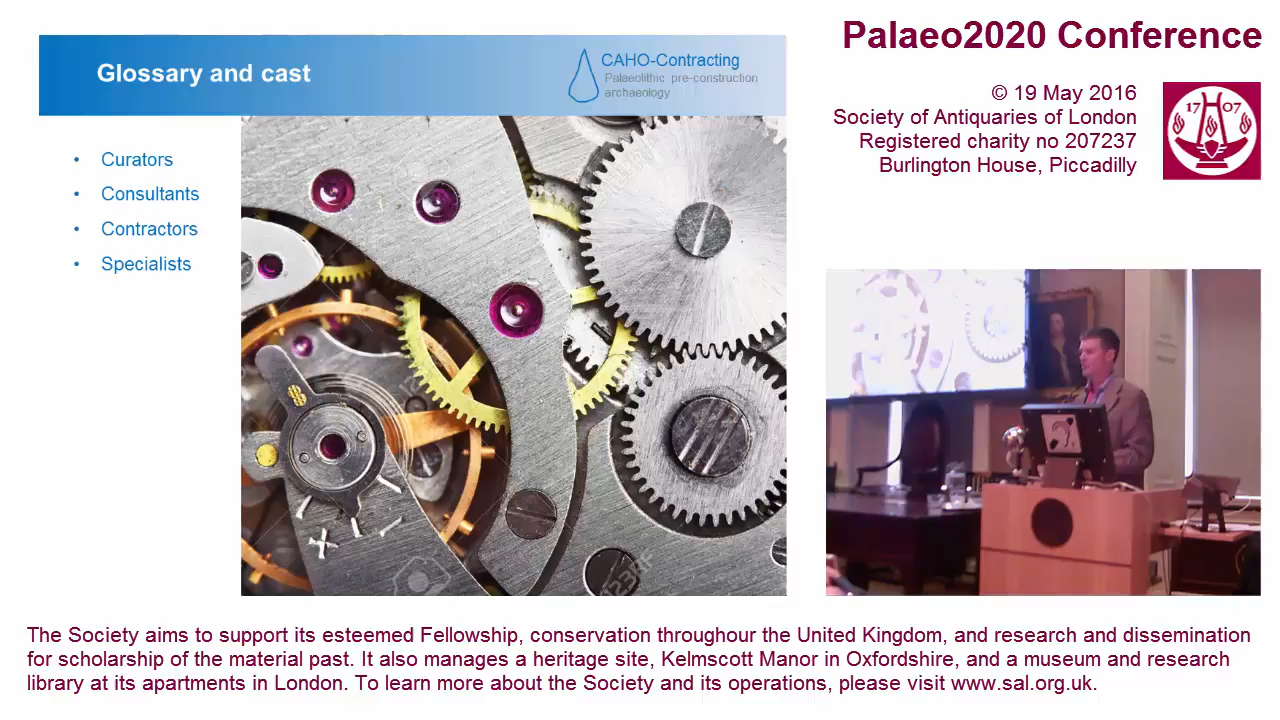 Glossary and cast
CAHO-Contracting
Palaeolithic pre-construction
archaeology
• Curators
• Consultants
• Contractors
• Specialists
123RF
Palaeo2020 Conference
© 19 May 2016
Society of Antiquaries of London
Registered charity no 207237
Burlington House, Piccadilly
17 07
The Society aims to support its esteemed Fellowship, conservation throughour the United Kingdom, and research and dissemination
for scholarship of the material past. It also manages a heritage site, Kelmscott Manor in Oxfordshire, and a museum and research
library at its apartments in London. To learn more about the Society and its operations, please visit www.sal.org.uk.